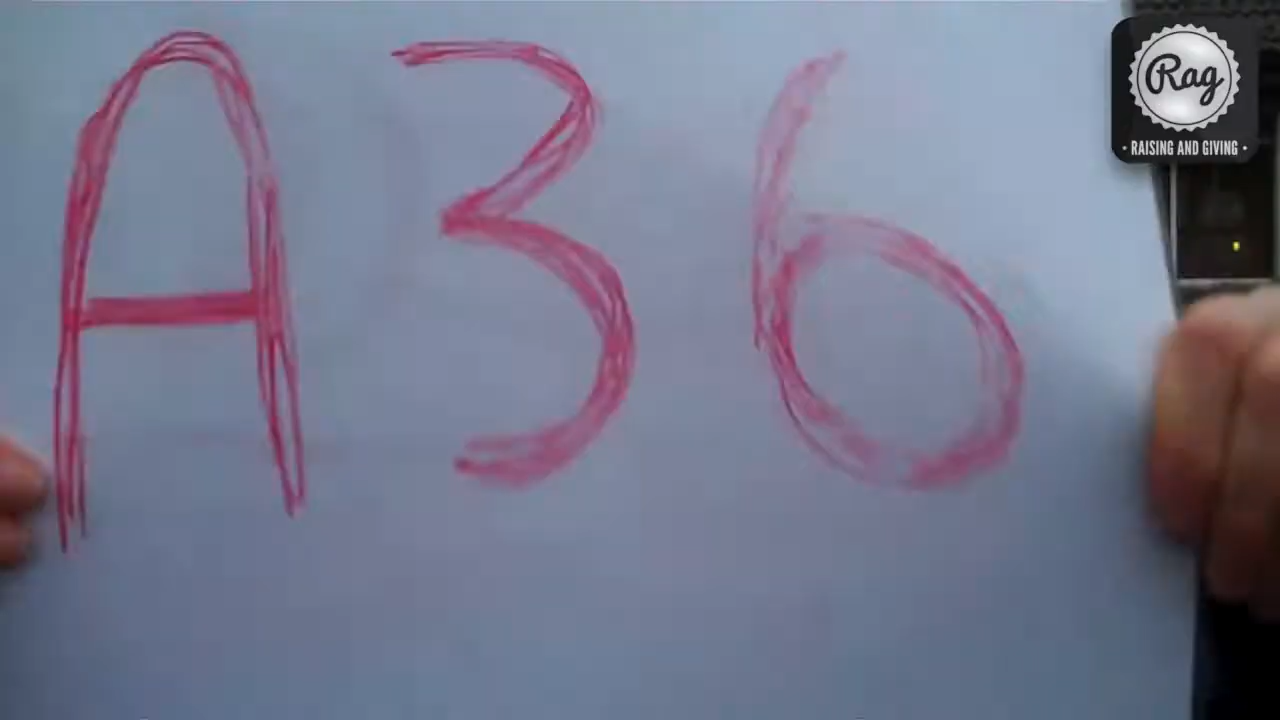 A36
Rag
• RAISING AND GIVING •